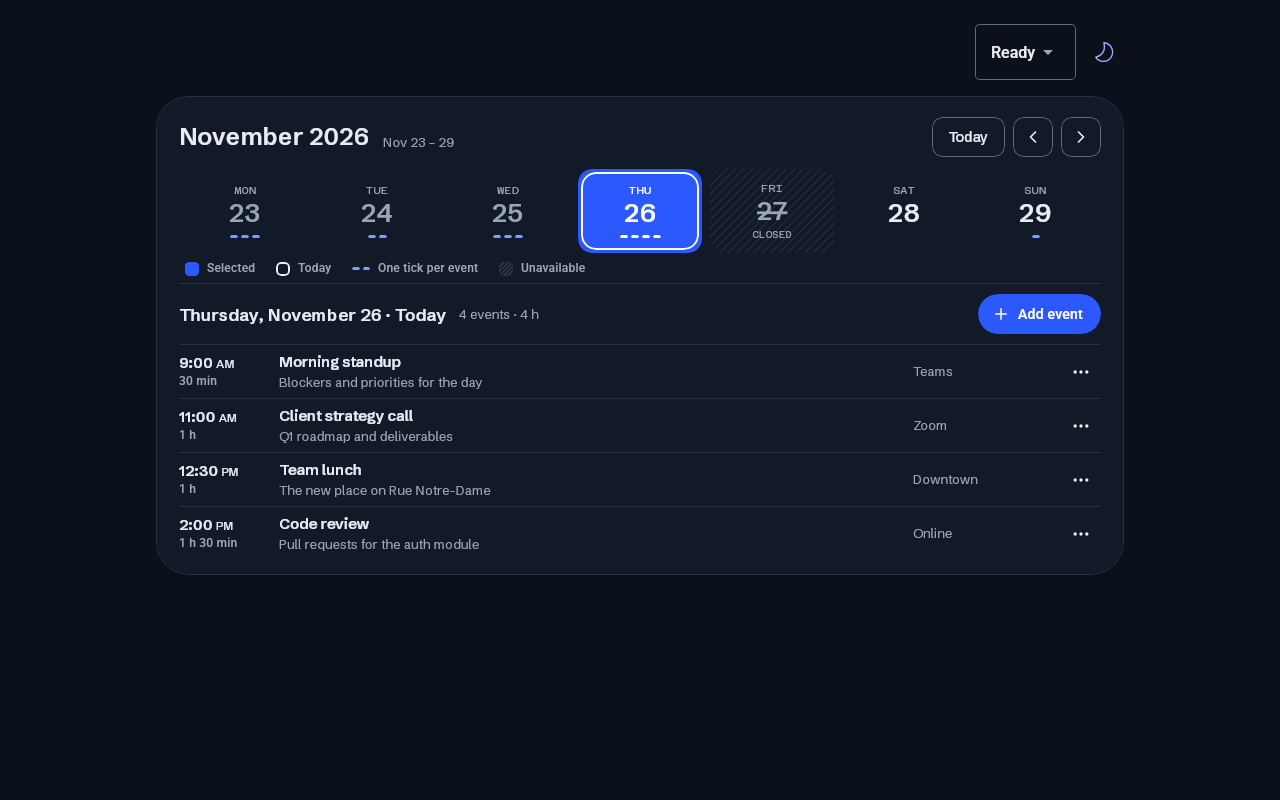 Ready
November 2026 Nov 23 – 29 Today
MON TUE WED THU FRI SAT SUN
23 24 25 26 27 28 29
CLOSED
Selected Today One tick per event Unavailable
Thursday, November 26 · Today 4 events · 4 h Add event
9:00 AM Morning standup Teams
30 min Blockers and priorities for the day
11:00 AM Client strategy call Zoom
1 h Q1 roadmap and deliverables
12:30 PM Team lunch Downtown
1 h The new place on Rue Notre-Dame
2:00 PM Code review Online
1 h 30 min Pull requests for the auth module